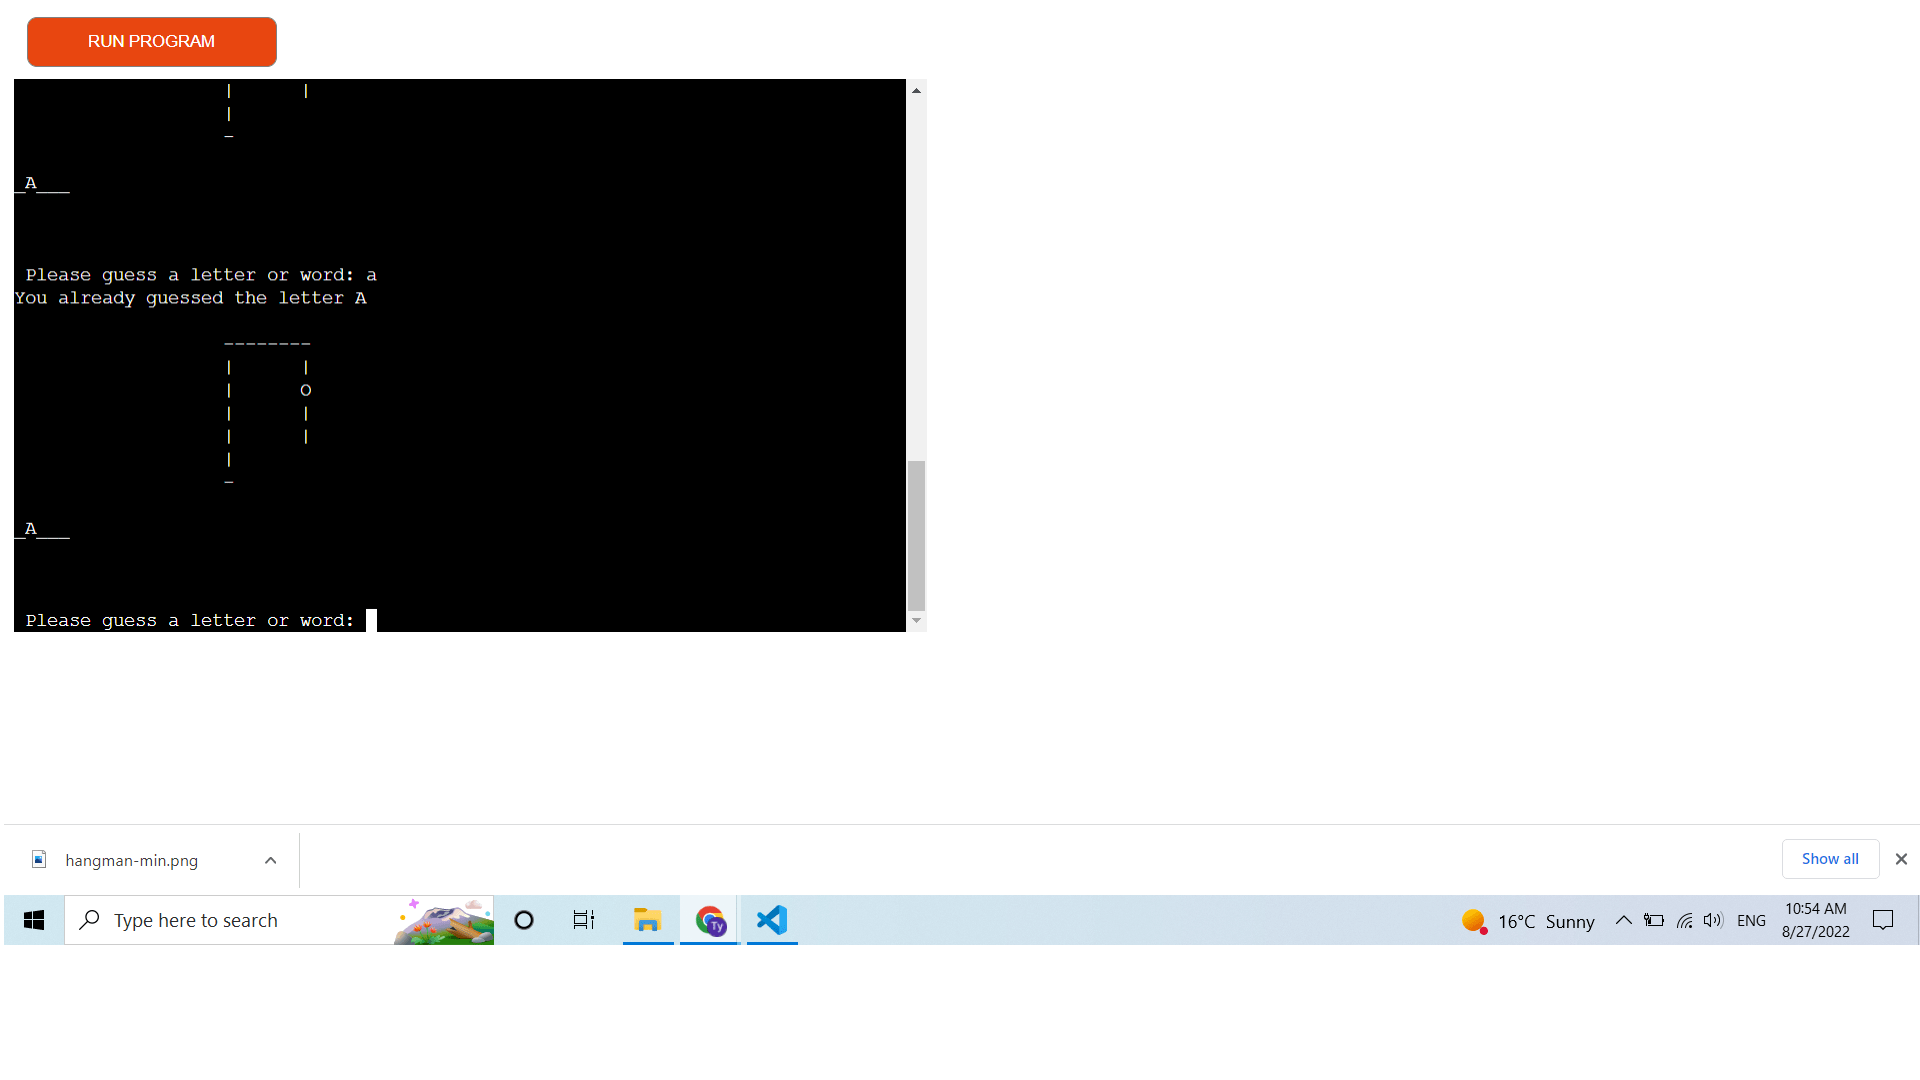 RUN PROGRAM
|       |
|
-
_A___
Please guess a letter or word: a
You already guessed the letter A
--------
|       |
|       O
|       |
|       |
|
-
_A___
Please guess a letter or word:
hangman-min.png
Show all
Type here to search
Ty
16°C Sunny
ENG
10:54 AM
8/27/2022